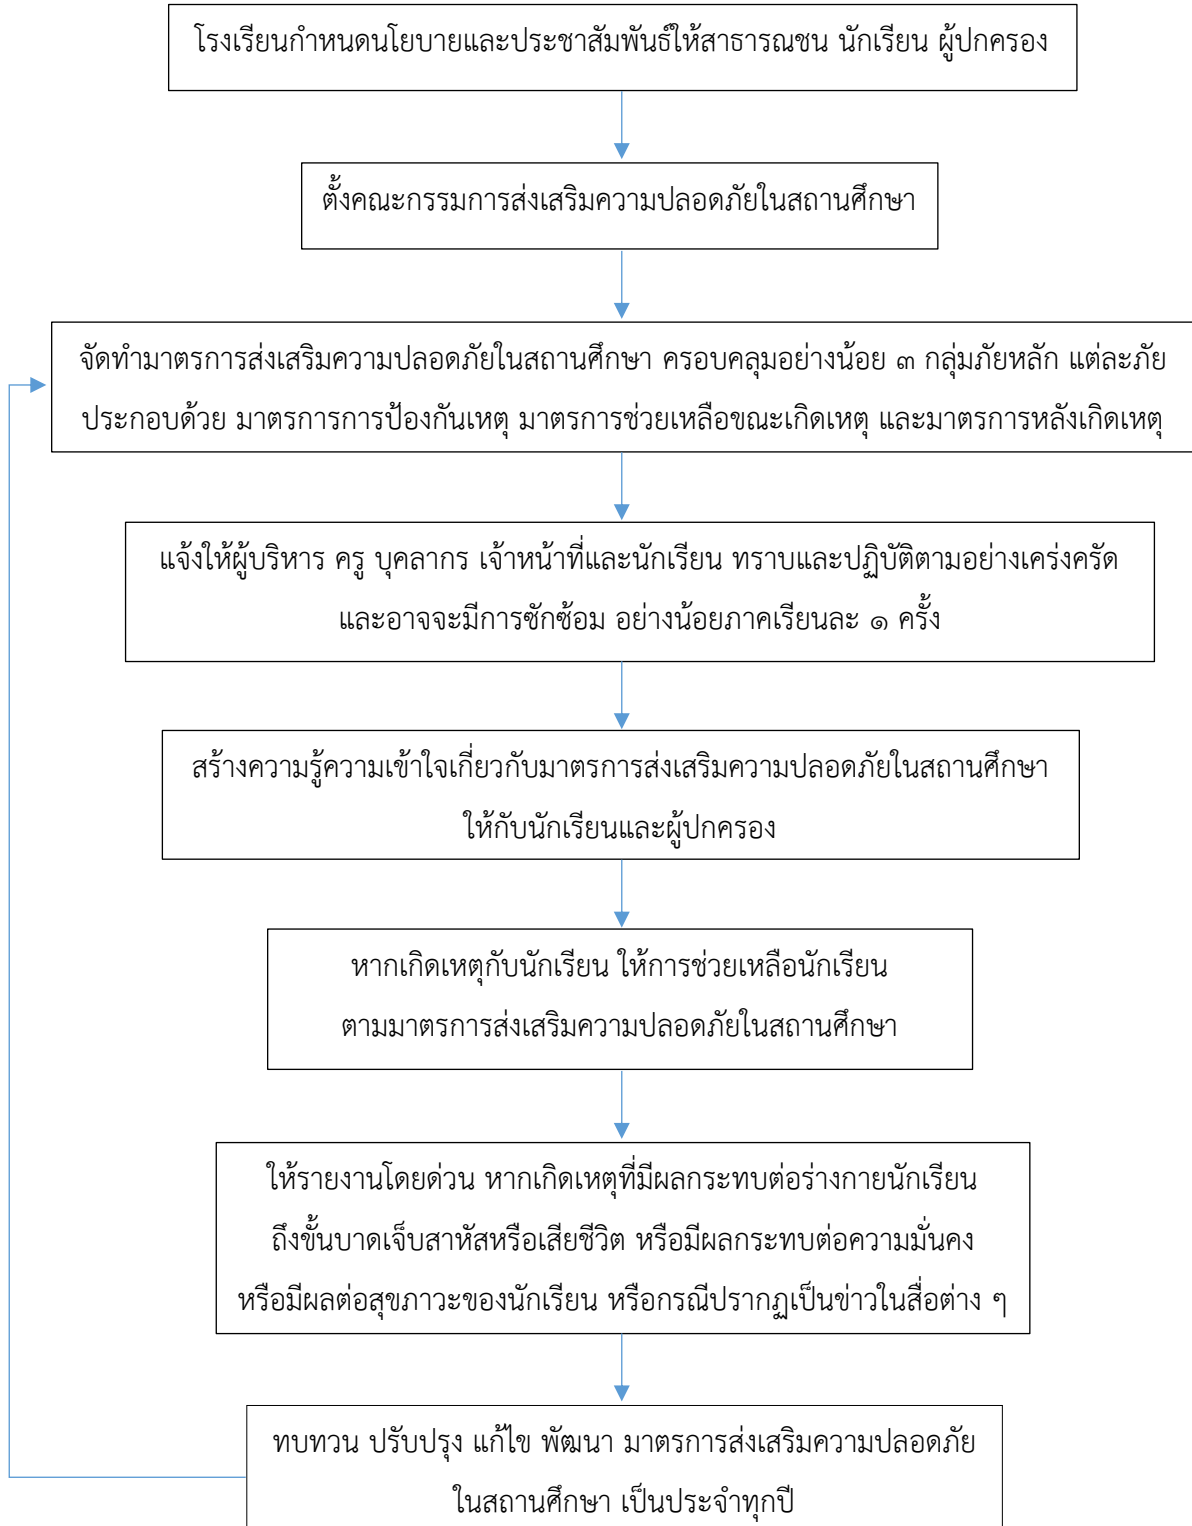 โรงเรียนกำหนดนโยบายและประชาสัมพันธ์ให้สาธารณชน นักเรียน ผู้ปกครอง
ตั้งคณะกรรมการส่งเสริมความปลอดภัยในสถานศึกษา
จัดทำมาตรการส่งเสริมความปลอดภัยในสถานศึกษา ครอบคลุมอย่างน้อย ๓ กลุ่มภัยหลัก แต่ละภัย
ประกอบด้วย มาตรการการป้องกันเหตุ มาตรการช่วยเหลือขณะเกิดเหตุ และมาตรการหลังเกิดเหตุ
แจ้งให้ผู้บริหาร ครู บุคลากร เจ้าหน้าที่และนักเรียน ทราบและปฏิบัติตามอย่างเคร่งครัด
และอาจจะมีการซักซ้อม อย่างน้อยภาคเรียนละ ๑ ครั้ง
สร้างความรู้ความเข้าใจเกี่ยวกับมาตรการส่งเสริมความปลอดภัยในสถานศึกษา
ให้กับนักเรียนและผู้ปกครอง
หากเกิดเหตุกับนักเรียน ให้การช่วยเหลือนักเรียน
ตามมาตรการส่งเสริมความปลอดภัยในสถานศึกษา
ให้รายงานโดยด่วน หากเกิดเหตุที่มีผลกระทบต่อร่างกายนักเรียน
ถึงขั้นบาดเจ็บสาหัสหรือเสียชีวิต หรือมีผลกระทบต่อความมั่นคง
หรือมีผลต่อสุขภาวะของนักเรียน หรือกรณีปรากฏเป็นข่าวในสื่อต่าง ๆ
ทบทวน ปรับปรุง แก้ไข พัฒนา มาตรการส่งเสริมความปลอดภัย
ในสถานศึกษา เป็นประจำทุกปี